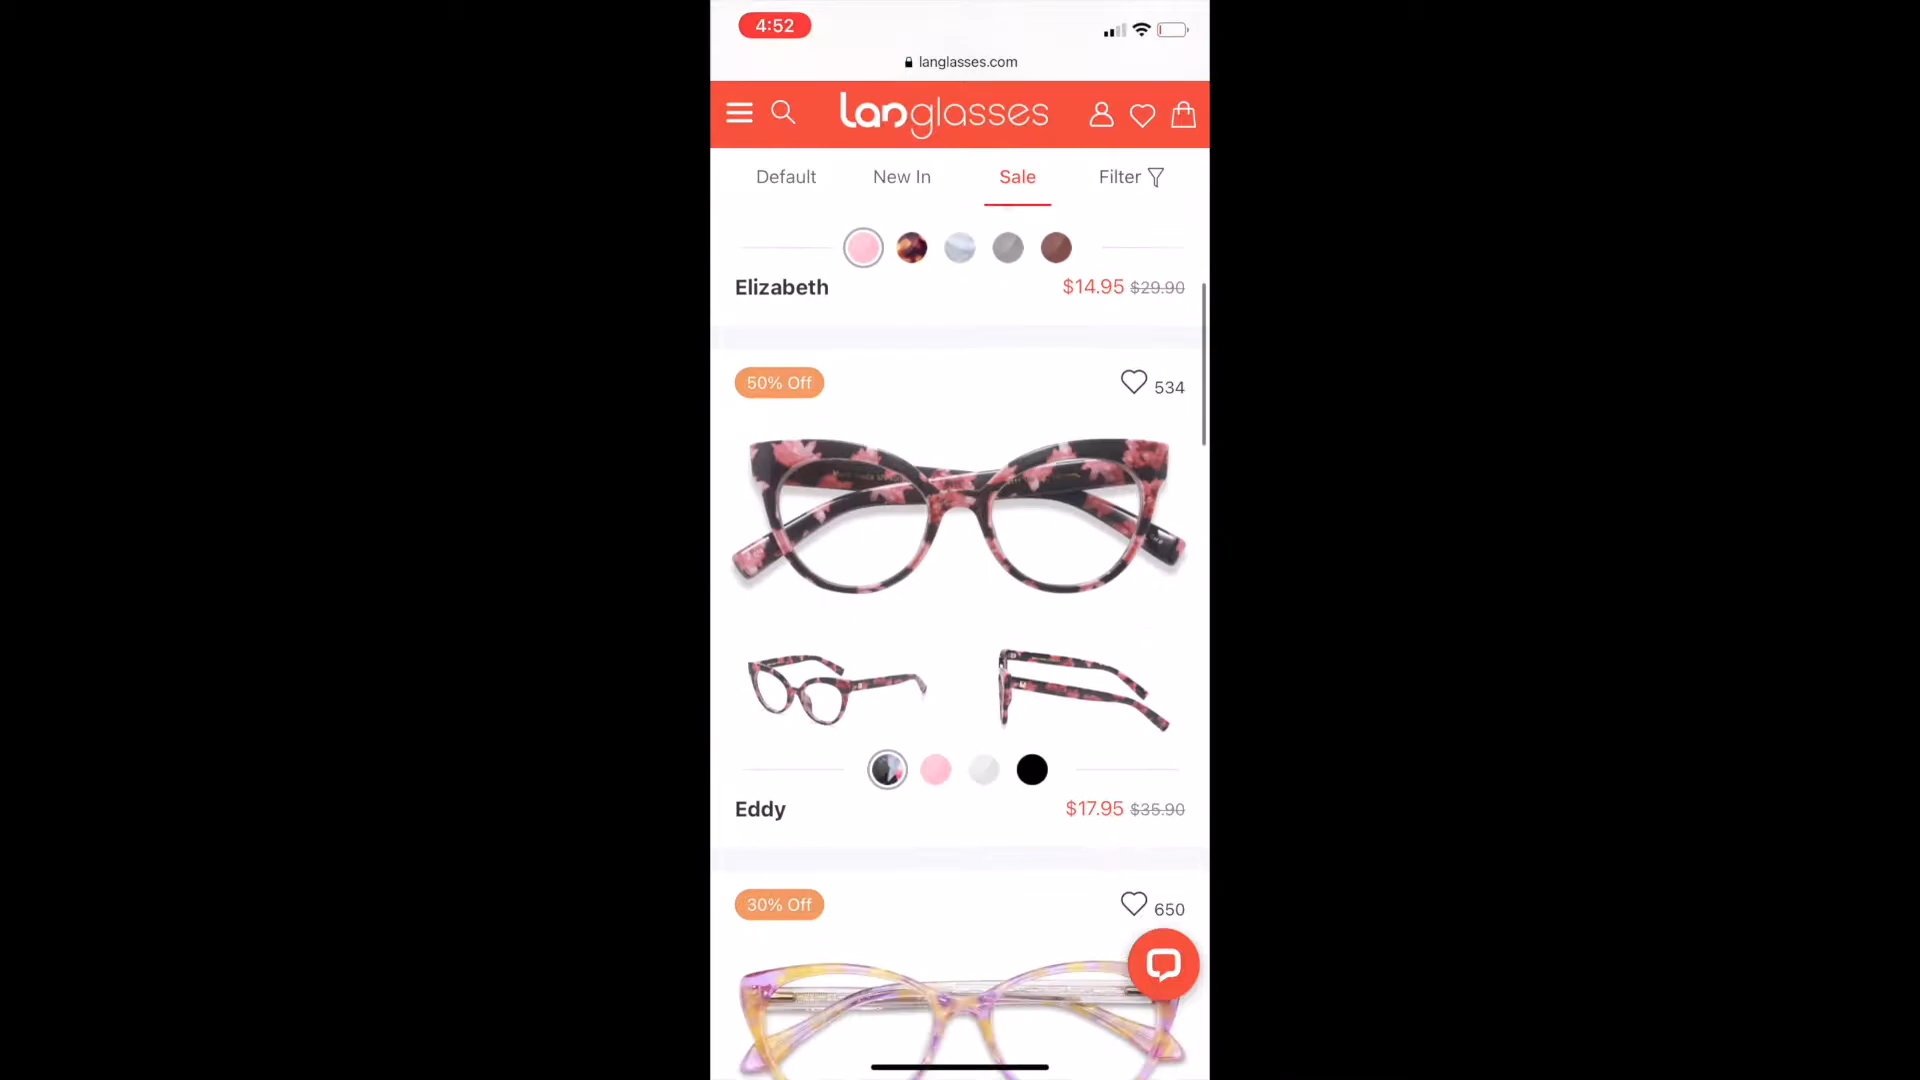 4:52
langlasses.com
langlasses
Default New In Sale Filter
Elizabeth $14.95 $29.90
50% Off 534
Eddy $17.95 $35.90
30% Off 650